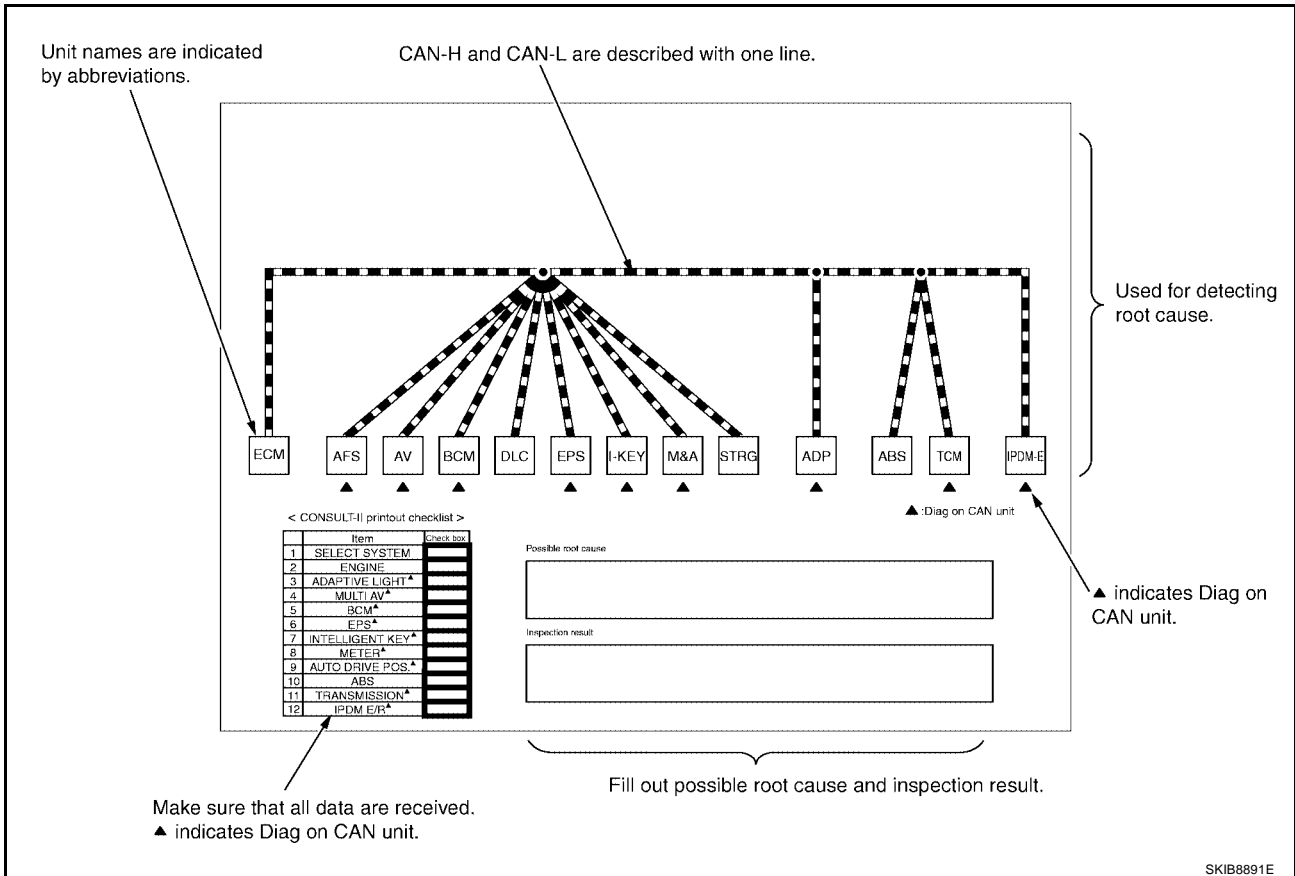 Unit names are indicated
by abbreviations.
CAN-H and CAN-L are described with one line.
Used for detecting
root cause.
ECM AFS AV BCM DLC EPS I-KEY M&A STRG ADP ABS TCM IPDM-E
▲ ▲ ▲ ▲ ▲ ▲ ▲ ▲ ▲
▲ :Diag on CAN unit
< CONSULT-II printout checklist >
Item Check box
1 SELECT SYSTEM
2 ENGINE
3 ADAPTIVE LIGHT▲
4 MULTI AV▲
5 BCM▲
6 EPS▲
7 INTELLIGENT KEY▲
8 METER▲
9 AUTO DRIVE POS.▲
10 ABS
11 TRANSMISSION▲
12 IPDM E/R▲
Possible root cause
Inspection result
▲ indicates Diag on
CAN unit.
Fill out possible root cause and inspection result.
Make sure that all data are received.
▲ indicates Diag on CAN unit.
SKIB8891E